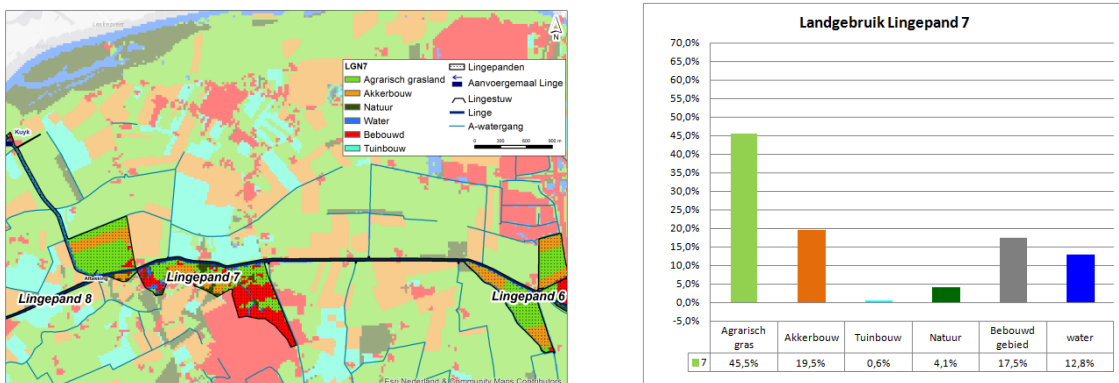 N
LGN7
Agrarisch grasland
Akkerbouw
Natuur
Water
Bebouwd
Tuinbouw
Lingepanden
Aanvoergemaal Linge
Lingestuw
Linge
A-watergang
0 300 600 900 m
Kuyk
Lingepand 7
Lingepand 8
Lingepand 6
Esri Nederland & Community Maps Contributors
Landgebruik Lingepand 7
70,0%
65,0%
60,0%
55,0%
50,0%
45,0%
40,0%
35,0%
30,0%
25,0%
20,0%
15,0%
10,0%
5,0%
0,0%
-5,0%
Agrarisch gras Akkerbouw Tuinbouw Natuur Bebouwd gebied water
7 45,5% 19,5% 0,6% 4,1% 17,5% 12,8%